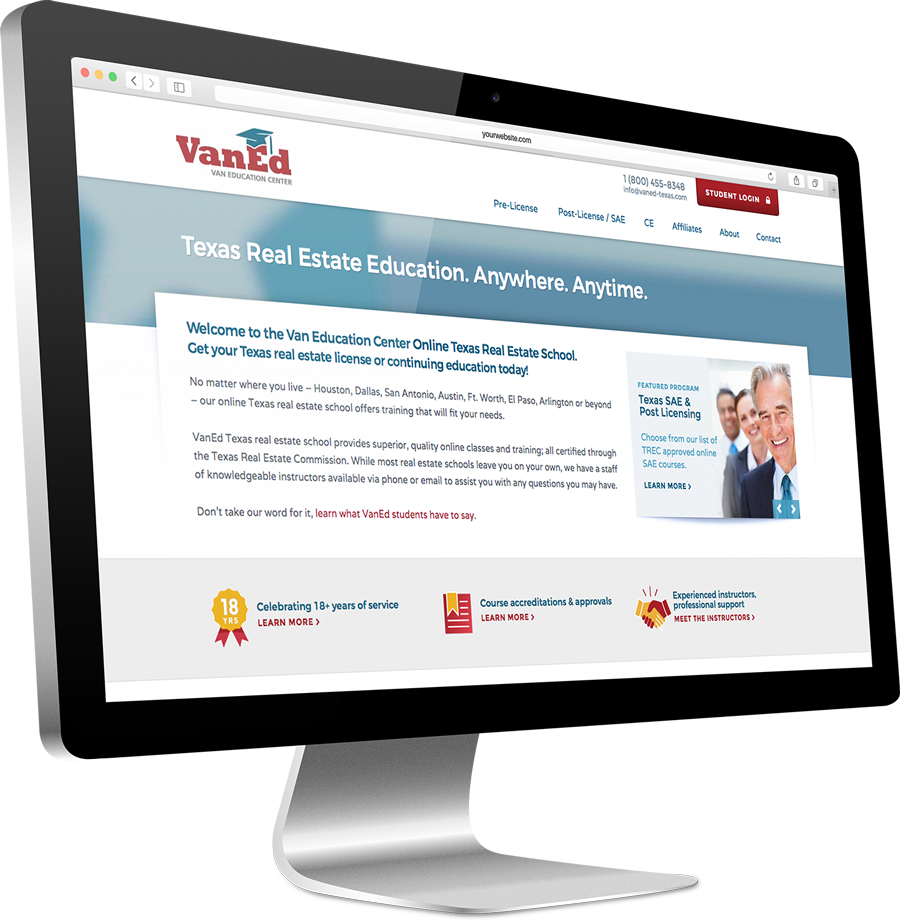 yourwebsite.com
VanEd
VAN EDUCATION CENTER
1 (800) 455-8348
info@vaned-texas.com
STUDENT LOGIN
Pre-License
Post-License / SAE
CE
Affiliates
About
Contact
Texas Real Estate Education. Anywhere. Anytime.
Welcome to the Van Education Center Online Texas Real Estate School.
Get your Texas real estate license or continuing education today!
No matter where you live – Houston, Dallas, San Antonio, Austin, Ft. Worth, El Paso, Arlington or beyond
– our online Texas real estate school offers training that will fit your needs.
VanEd Texas real estate school provides superior, quality online classes and training; all certified through
the Texas Real Estate Commission. While most real estate schools leave you on your own, we have a staff
of knowledgeable instructors available via phone or email to assist you with any questions you may have.
Don't take our word for it, learn what VanEd students have to say.
FEATURED PROGRAM
Texas SAE &
Post Licensing
Choose from our list of
TREC approved online
SAE courses.
LEARN MORE >
18
YRS
Celebrating 18+ years of service
LEARN MORE >
Course accreditations & approvals
LEARN MORE >
Experienced instructors,
professional support
MEET THE INSTRUCTORS >